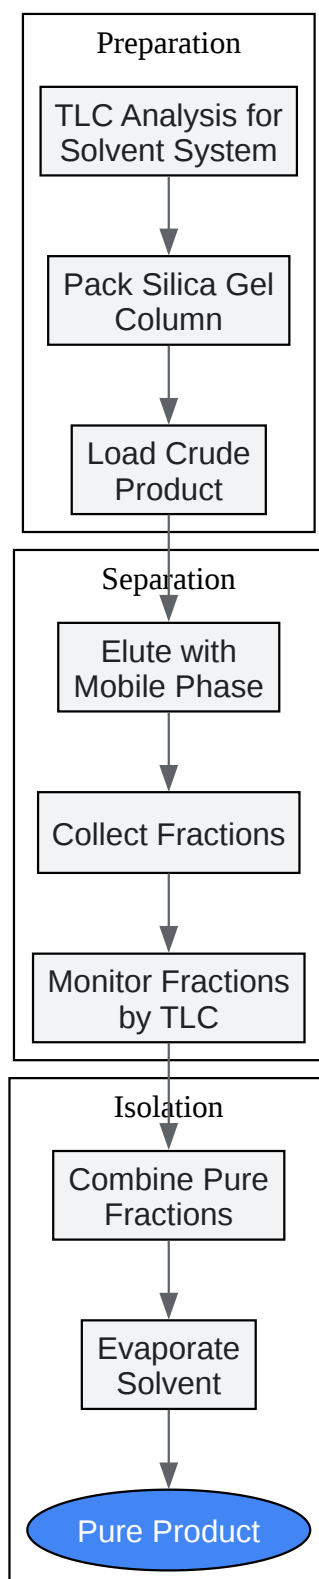 Preparation
TLC Analysis for
Solvent System
Pack Silica Gel
Column
Load Crude
Product
Separation
Elute with
Mobile Phase
Collect Fractions
Monitor Fractions
by TLC
Isolation
Combine Pure
Fractions
Evaporate
Solvent
Pure Product